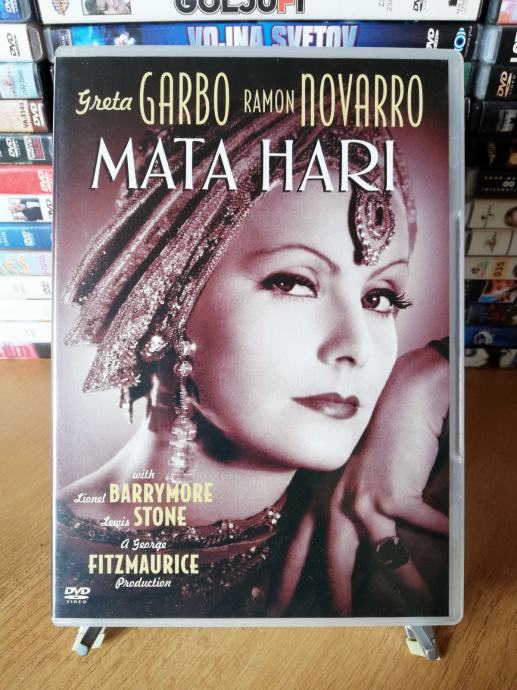 GOLJUFI
VOJNA SVETOV
Greta GARBO RAMON NOVARRO
MATA HARI
with
Lionel BARRYMORE
Lewis STONE
A George
FITZMAURICE
Production
DVD
VIDEO